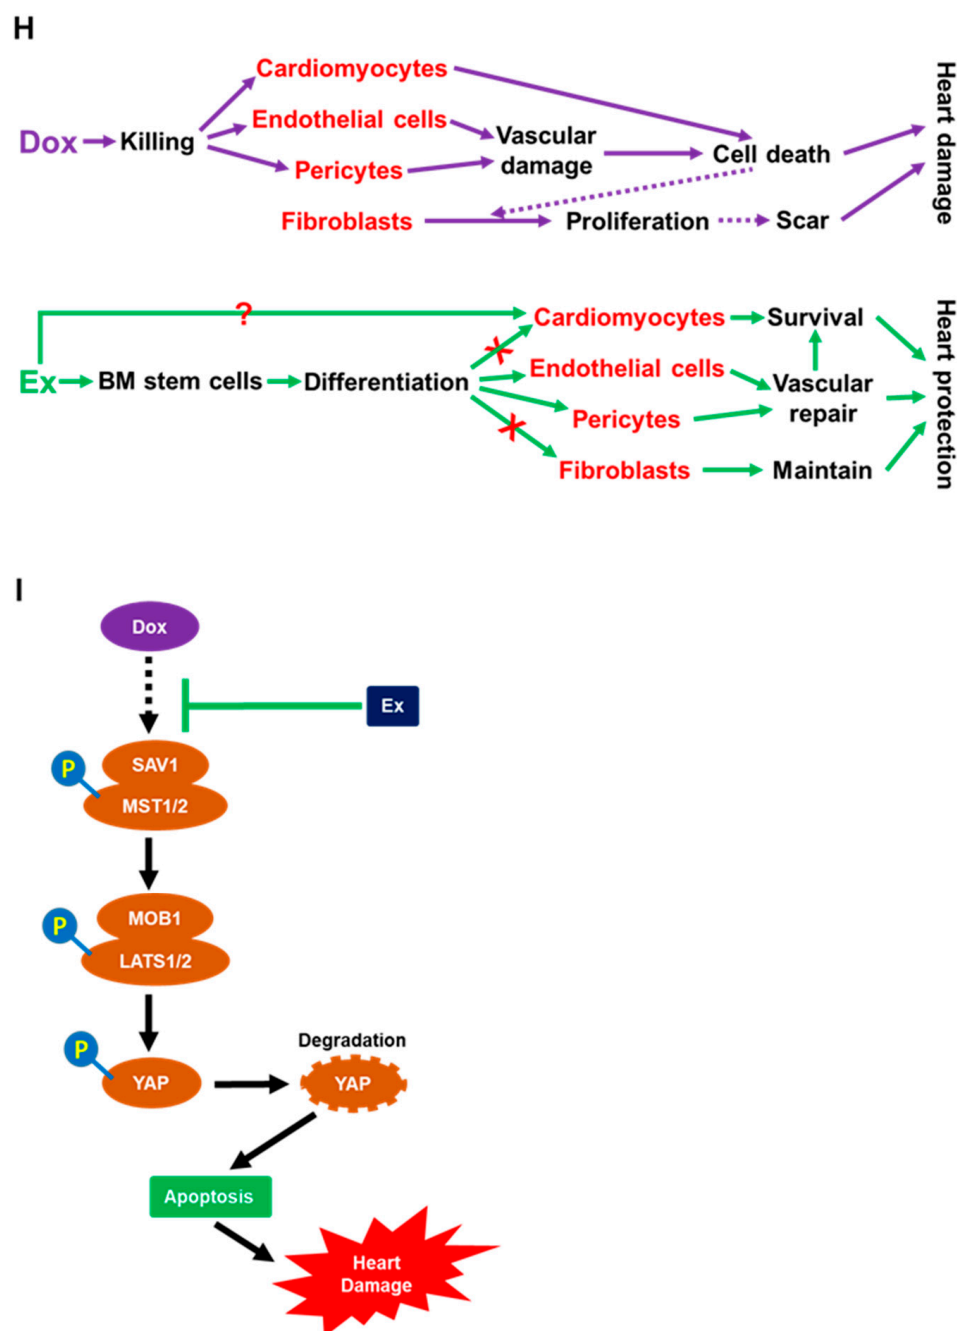 H
Cardiomyocytes
Endothelial cells
Dox
Killing
Vascular
damage
Cell death
Pericytes
Fibroblasts
Proliferation
Scar
Heart damage
?
Cardiomyocytes
Survival
Ex
BM stem cells
Differentiation
Endothelial cells
Vascular
repair
Pericytes
Fibroblasts
Maintain
Heart protection
I
Dox
Ex
P
SAV1
MST1/2
P
MOB1
LATS1/2
P
YAP
Degradation
YAP
Apoptosis
Heart
Damage